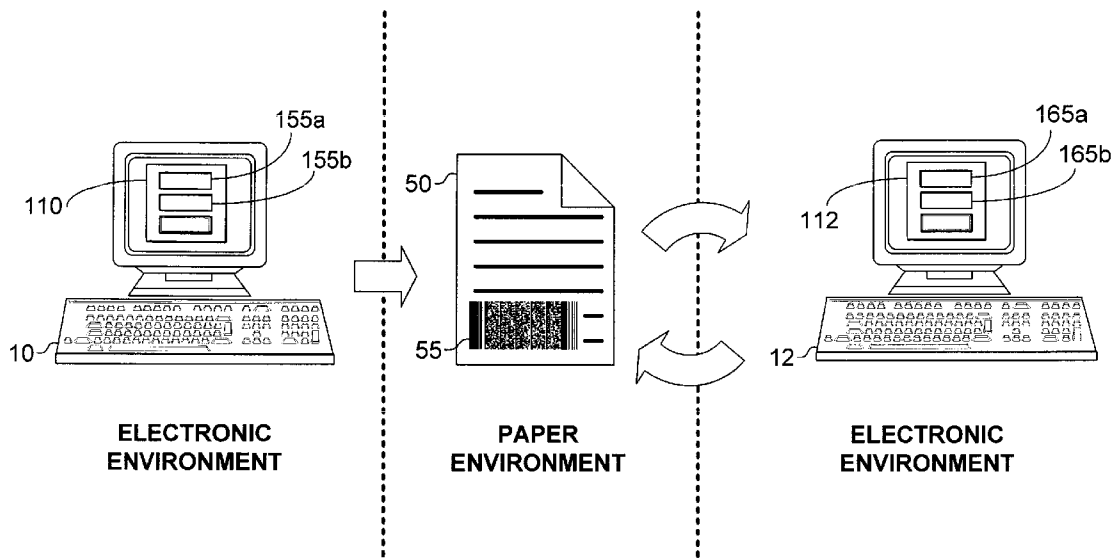 155a
155b
110
10
ELECTRONIC
ENVIRONMENT
50
55
PAPER
ENVIRONMENT
165a
165b
112
12
ELECTRONIC
ENVIRONMENT